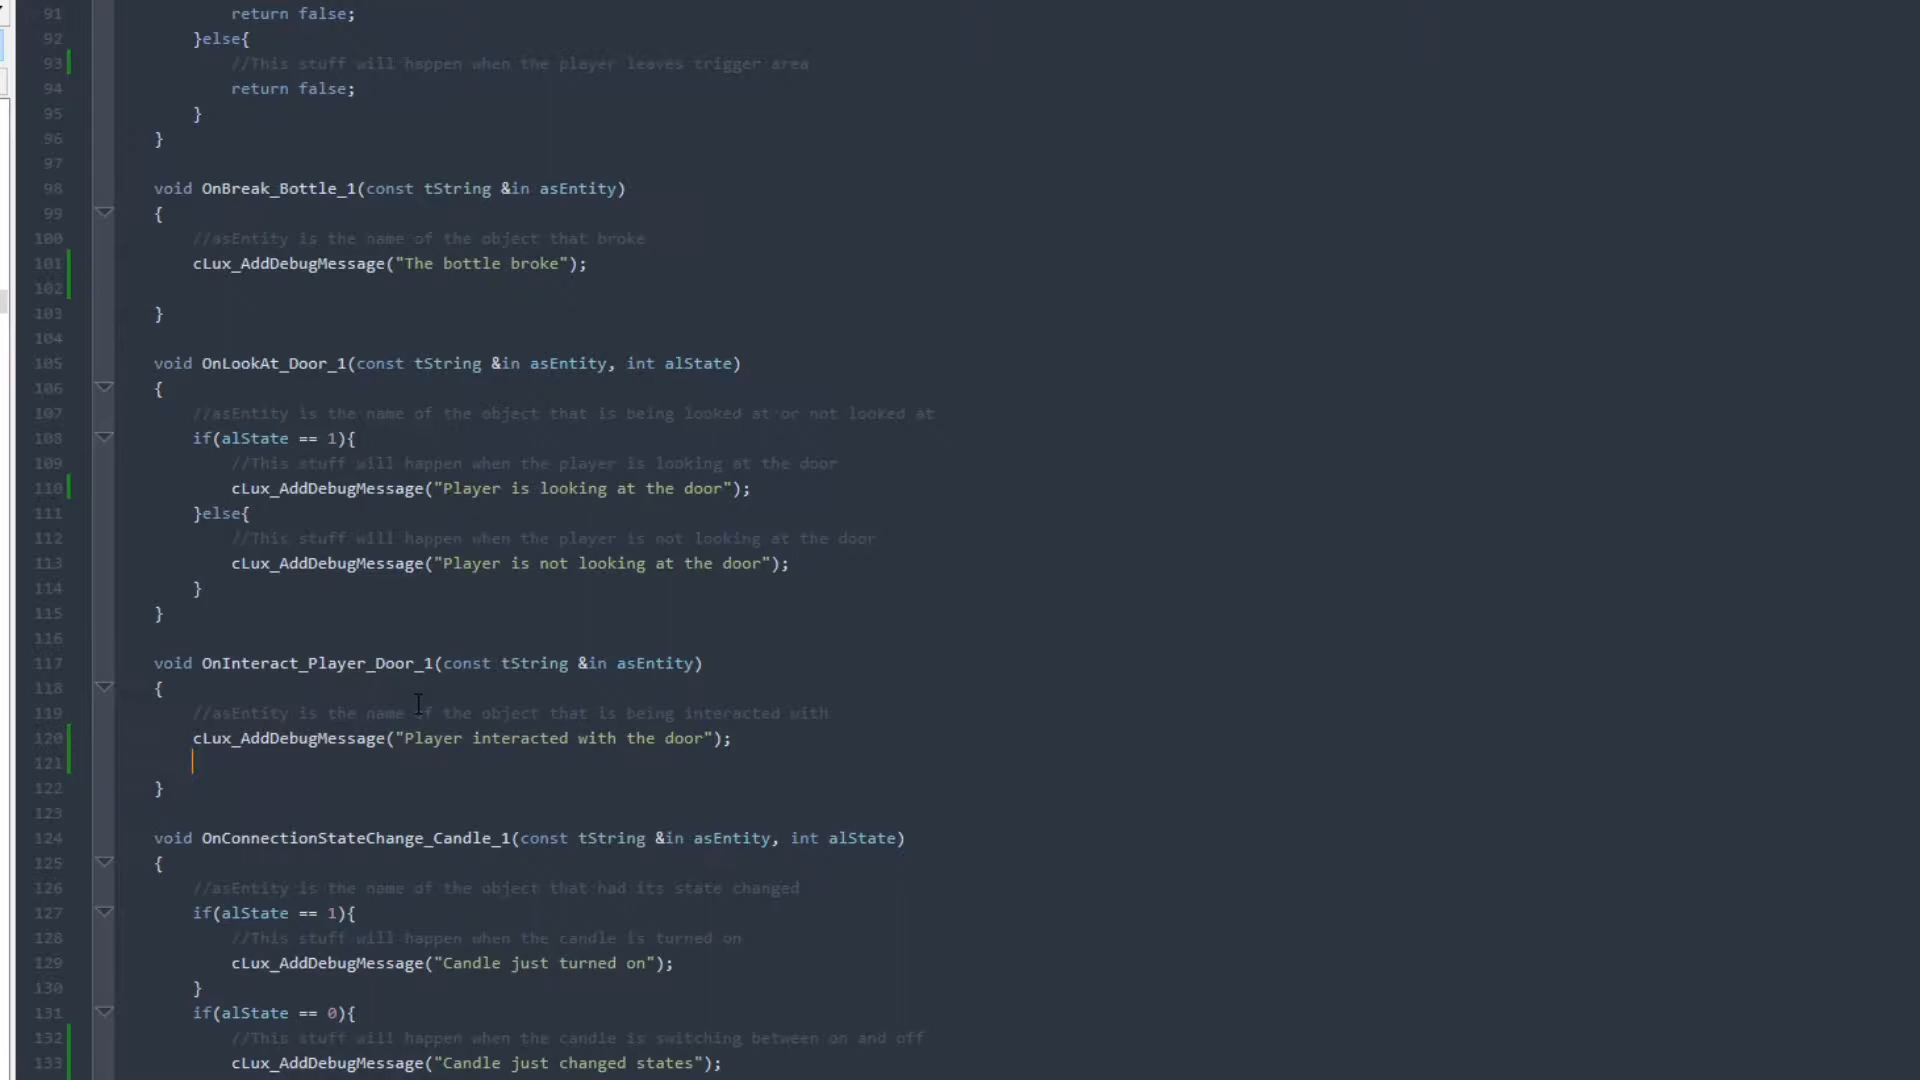 91 return false;
92 }else{
93 //This stuff will happen when the player leaves trigger area
94 return false;
95 }
96 }
97
98 void OnBreak_Bottle_1(const tString &in asEntity)
99 {
100 //asEntity is the name of the object that broke
101 cLux_AddDebugMessage("The bottle broke");
102
103 }
104
105 void OnLookAt_Door_1(const tString &in asEntity, int alState)
106 {
107 //asEntity is the name of the object that is being looked at or not looked at
108 if(alState == 1){
109 //This stuff will happen when the player is looking at the door
110 cLux_AddDebugMessage("Player is looking at the door");
111 }else{
112 //This stuff will happen when the player is not looking at the door
113 cLux_AddDebugMessage("Player is not looking at the door");
114 }
115 }
116
117 void OnInteract_Player_Door_1(const tString &in asEntity)
118 {
119 //asEntity is the name of the object that is being interacted with
120 cLux_AddDebugMessage("Player interacted with the door");
121
122 }
123
124 void OnConnectionStateChange_Candle_1(const tString &in asEntity, int alState)
125 {
126 //asEntity is the name of the object that had its state changed
127 if(alState == 1){
128 //This stuff will happen when the candle is turned on
129 cLux_AddDebugMessage("Candle just turned on");
130 }
131 if(alState == 0){
132 //This stuff will happen when the candle is switching between on and off
133 cLux_AddDebugMessage("Candle just changed states");